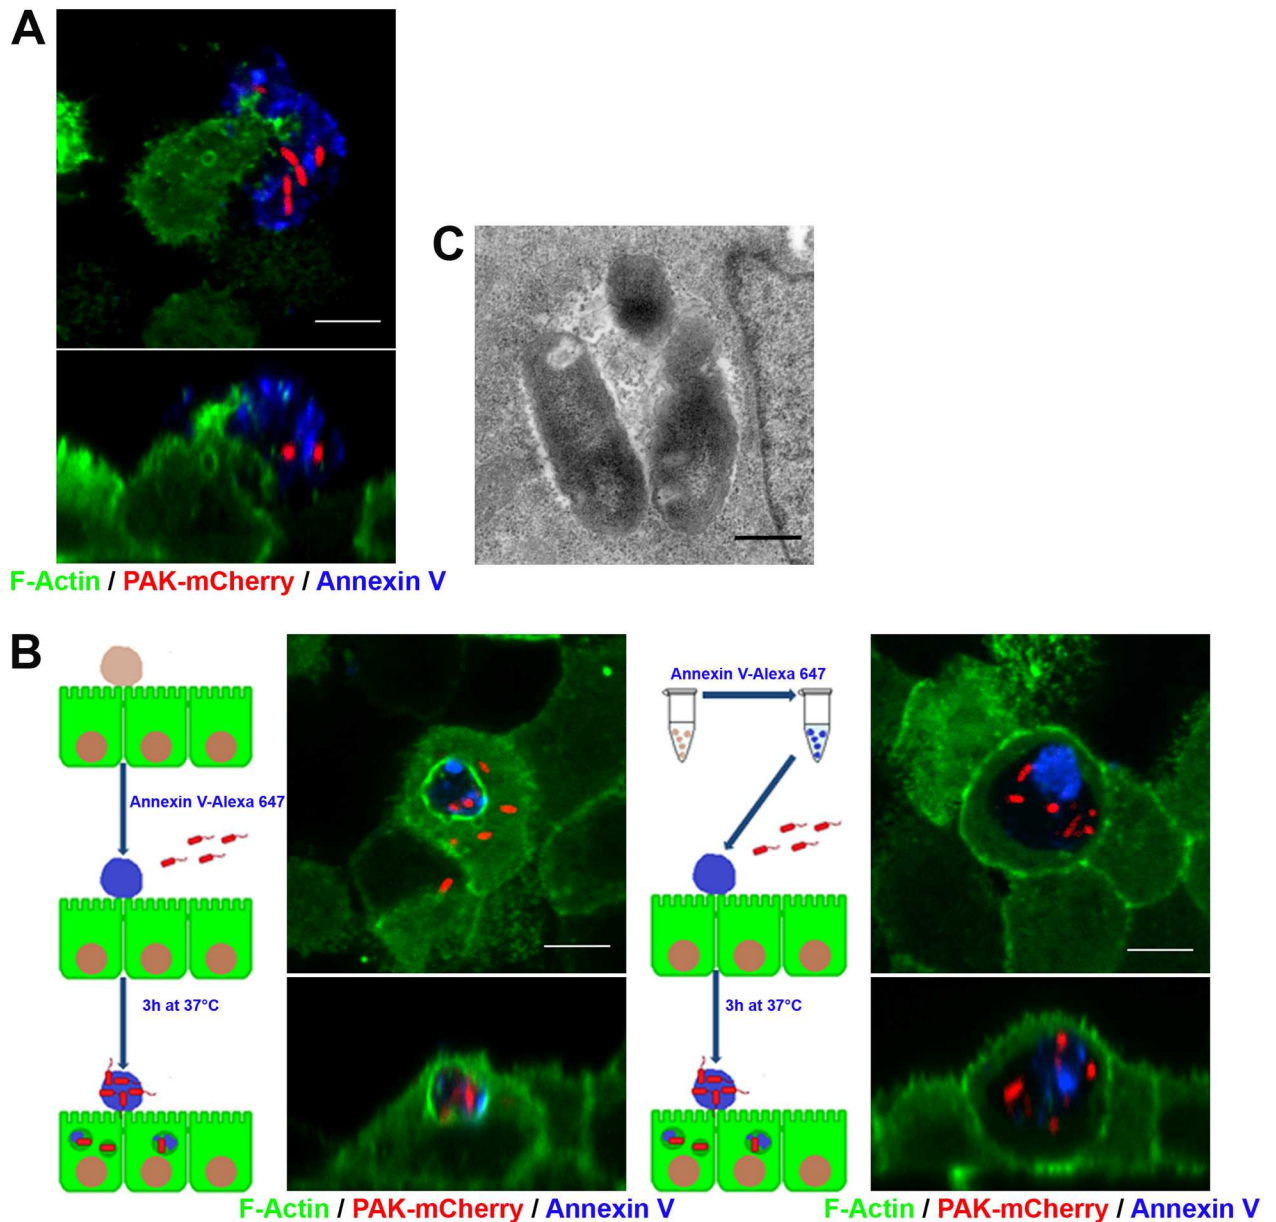 A
C
F-Actin / PAK-mCherry / Annexin V
B
Annexin V-Alexa 647
3h at 37°C
Annexin V-Alexa 647
3h at 37°C
F-Actin / PAK-mCherry / Annexin V
F-Actin / PAK-mCherry / Annexin V